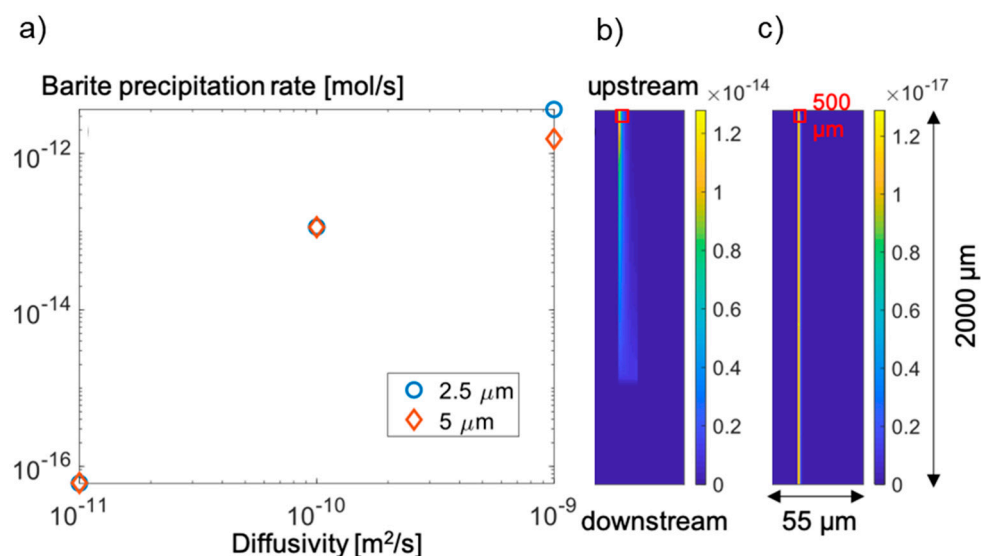 a)
Barite precipitation rate [mol/s]
10⁻¹²
10⁻¹⁴
10⁻¹⁶
10⁻¹¹
10⁻¹⁰
10⁻⁹
Diffusivity [m²/s]
2.5 μm
5 μm
b)
upstream
×10⁻¹⁴
1.2
1
0.8
0.6
0.4
0.2
0
downstream
c)
500
μm
×10⁻¹⁷
1.2
1
0.8
0.6
0.4
0.2
0
2000 μm
55 μm